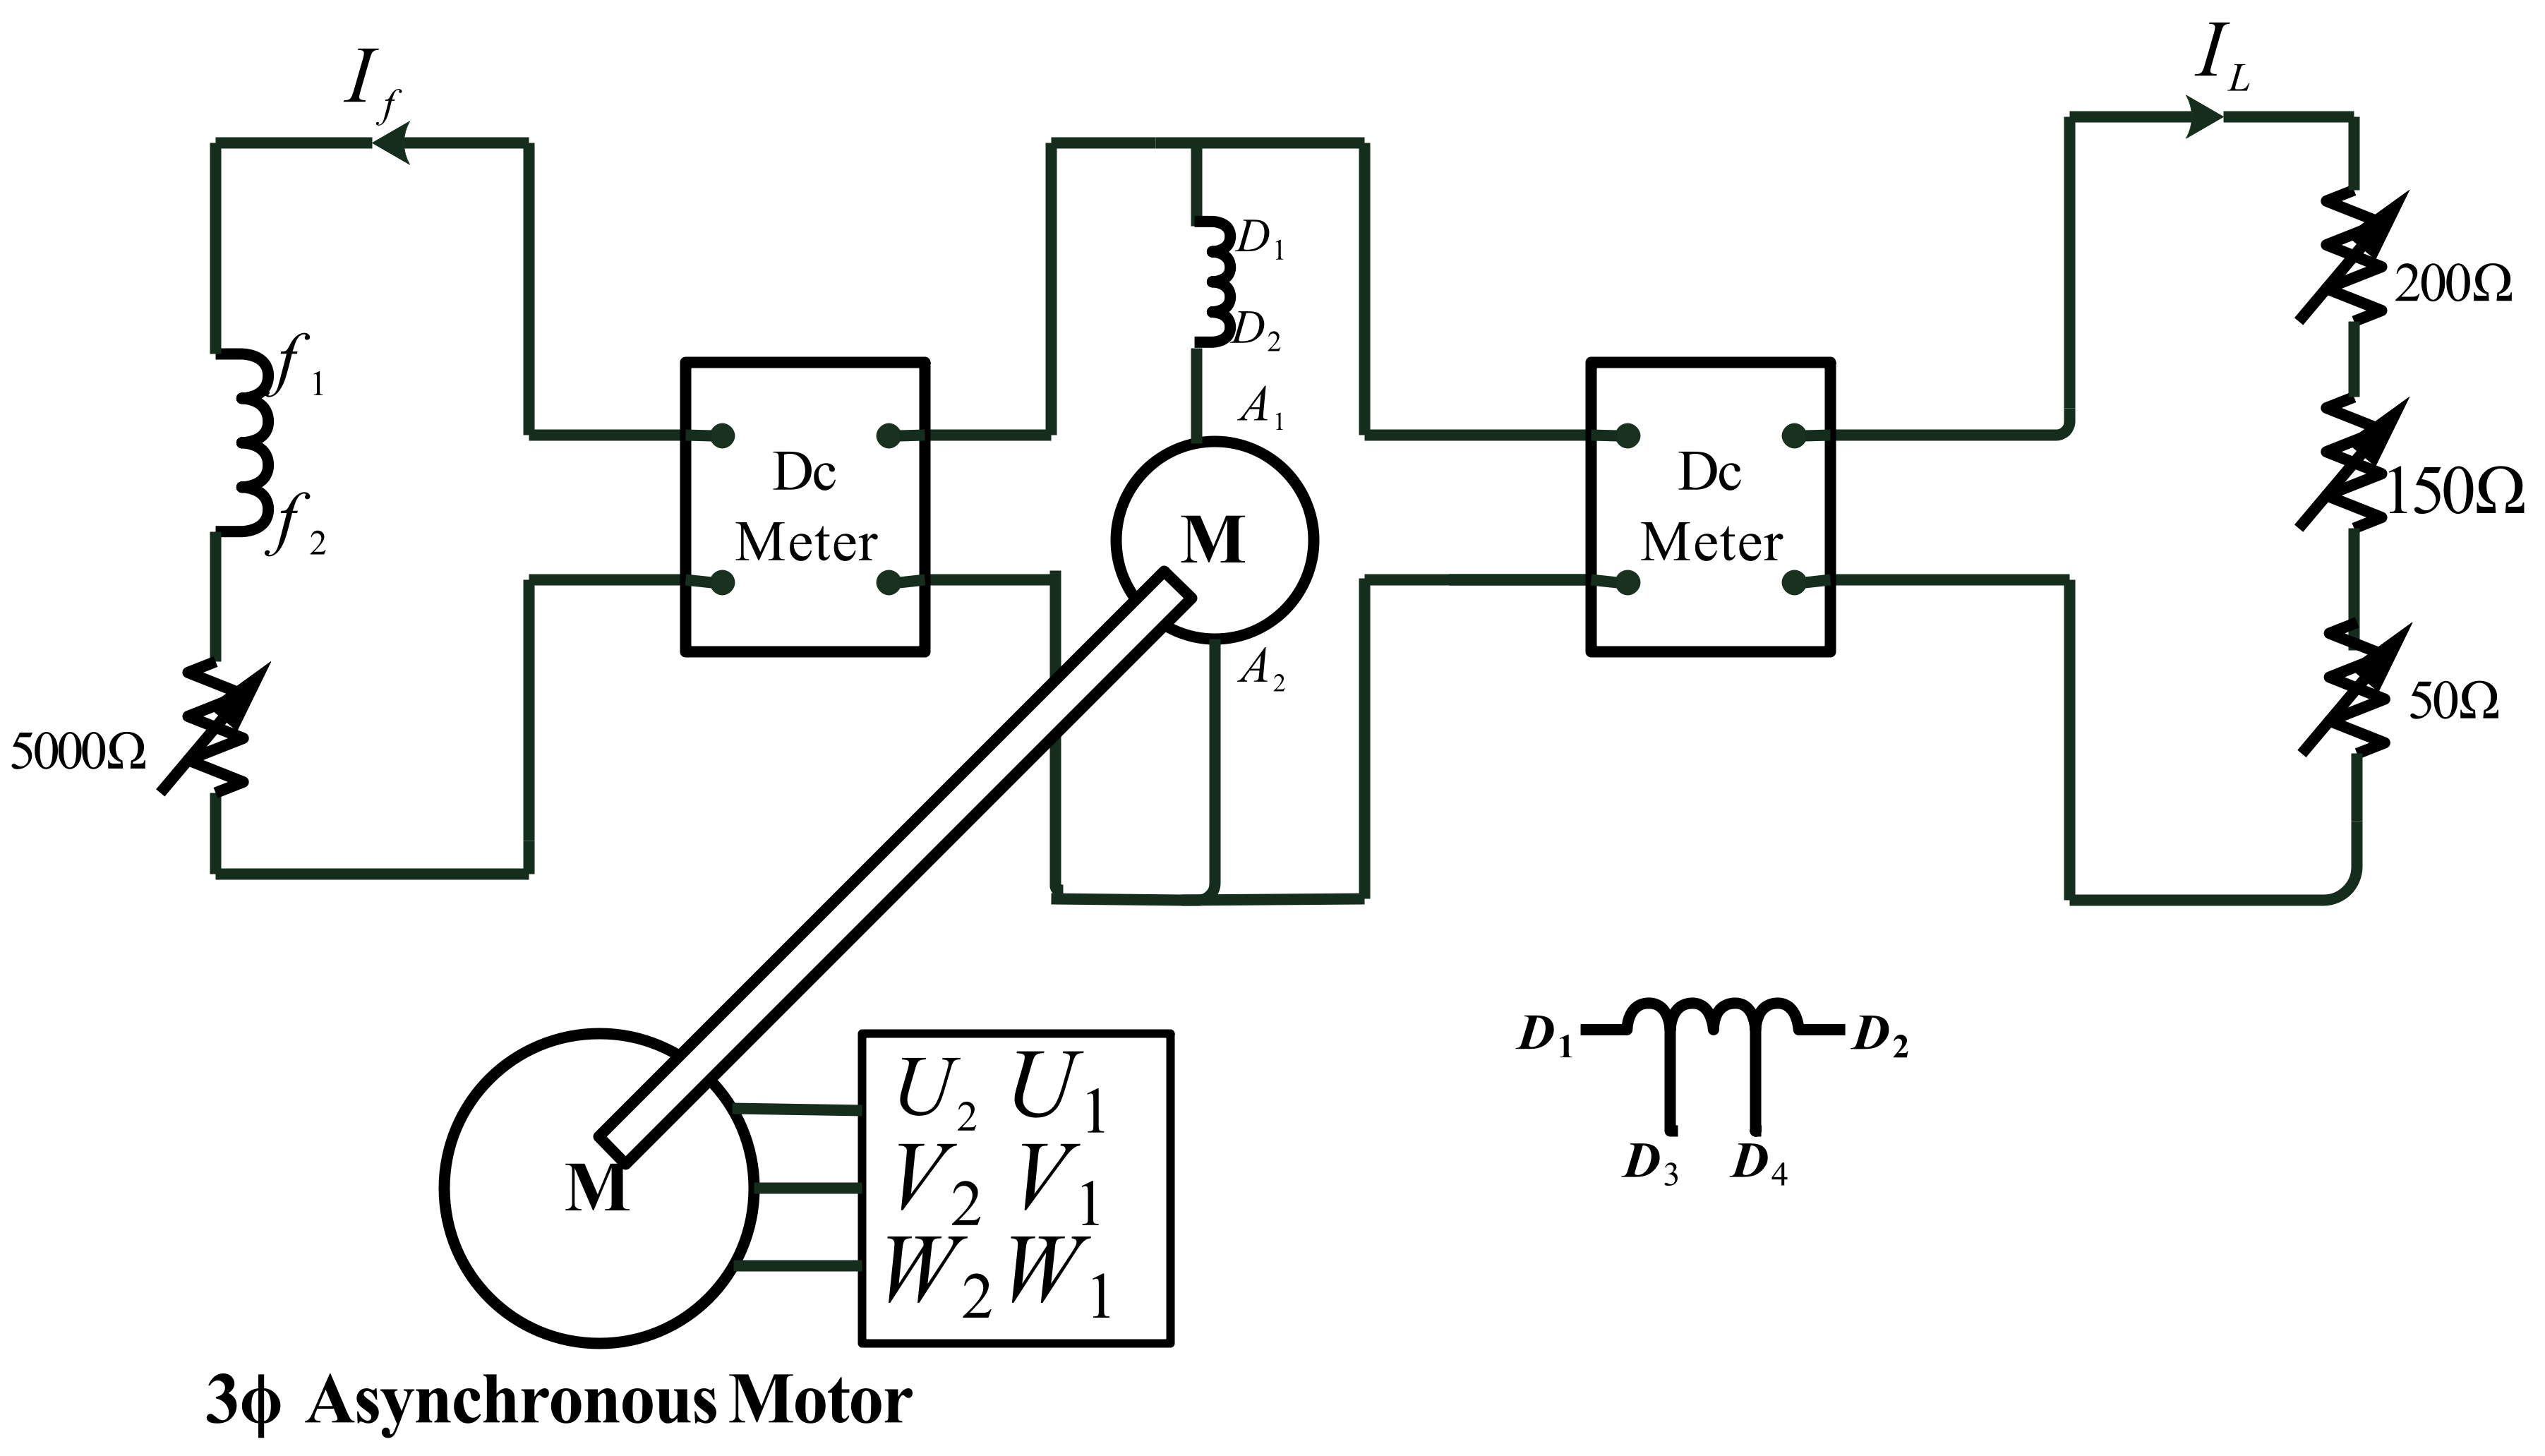 I_f
I_L
D_1
200Ω
D_2
f_1
A_1
Dc
Meter
Dc
Meter
150Ω
M
f_2
A_2
50Ω
5000Ω
D_1
D_2
U_2 U_1
V_2 V_1
D_3
D_4
M
W_2 W_1
3ϕ Asynchronous Motor